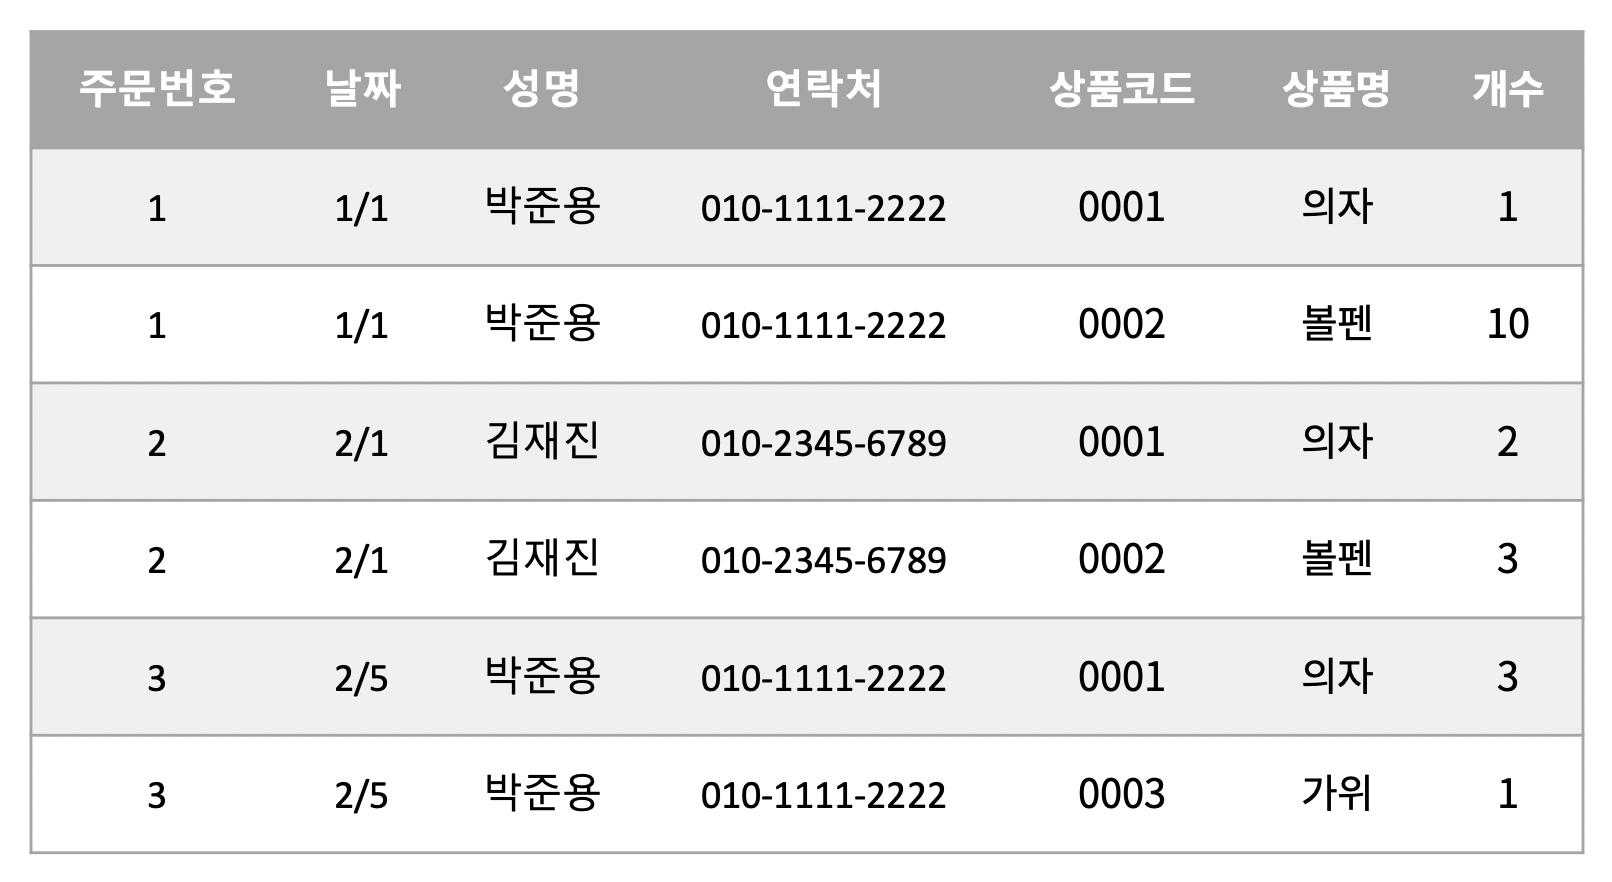 주문번호 날짜 성명 연락처 상품코드 상품명 개수
1 1/1 박준용 010-1111-2222 0001 의자 1
1 1/1 박준용 010-1111-2222 0002 볼펜 10
2 2/1 김재진 010-2345-6789 0001 의자 2
2 2/1 김재진 010-2345-6789 0002 볼펜 3
3 2/5 박준용 010-1111-2222 0001 의자 3
3 2/5 박준용 010-1111-2222 0003 가위 1